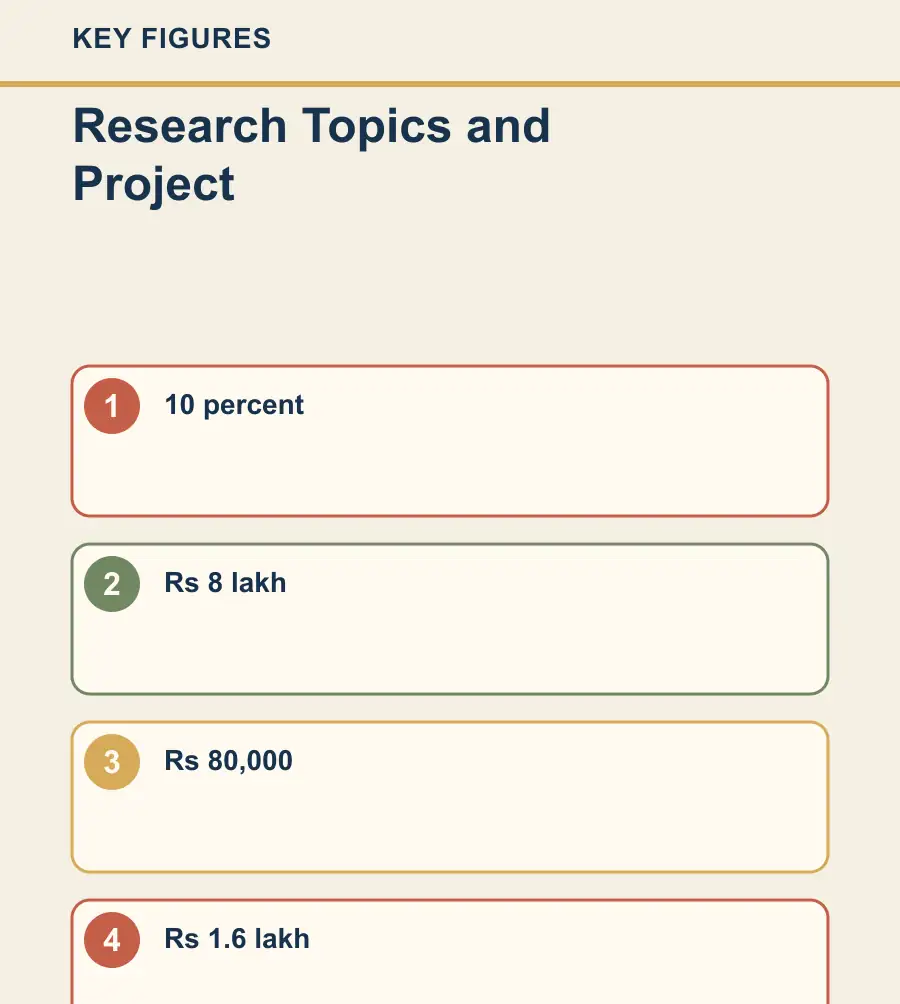 KEY FIGURES
Research Topics and
Project
1
10 percent
2
Rs 8 lakh
3
Rs 80,000
4
Rs 1.6 lakh